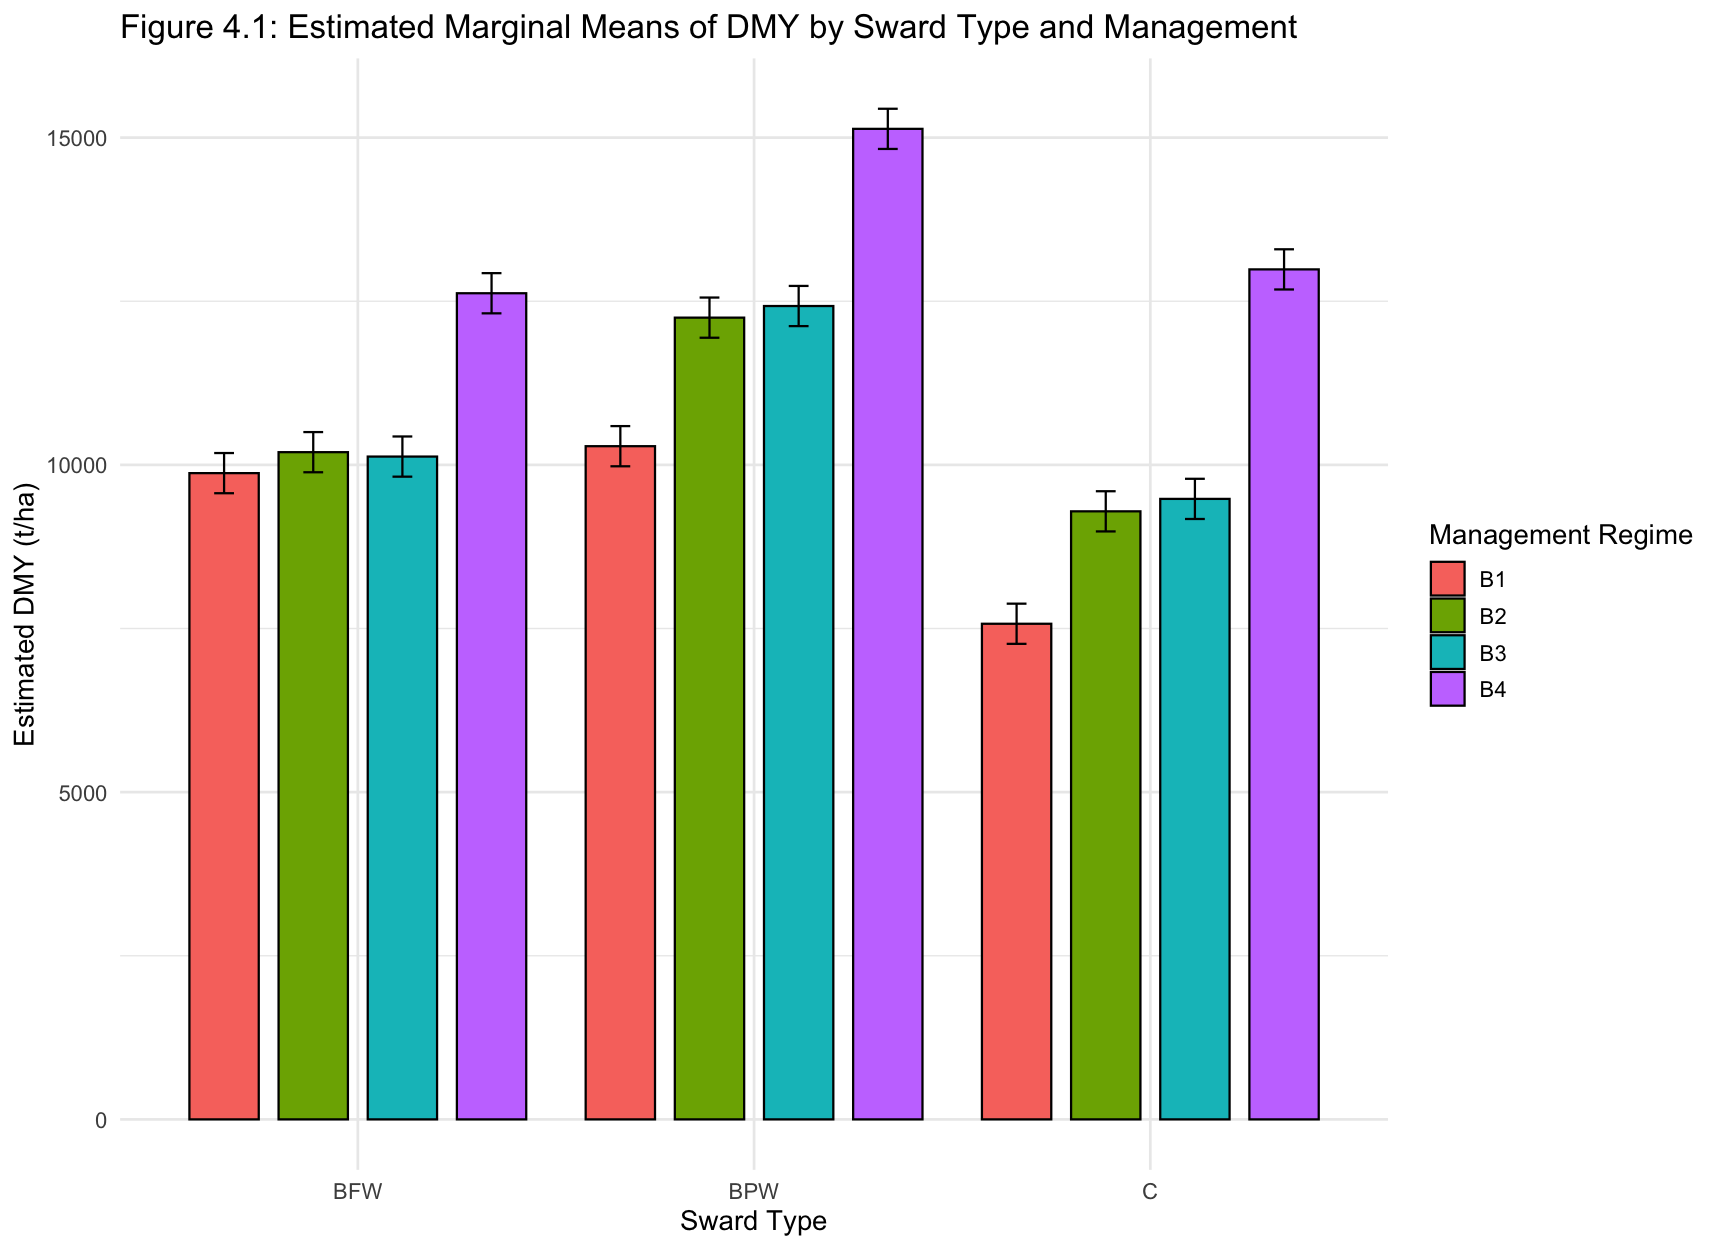 Figure 4.1: Estimated Marginal Means of DMY by Sward Type and Management
Estimated DMY (t/ha)
15000
10000
5000
0
BFW
BPW
C
Sward Type
Management Regime
B1
B2
B3
B4